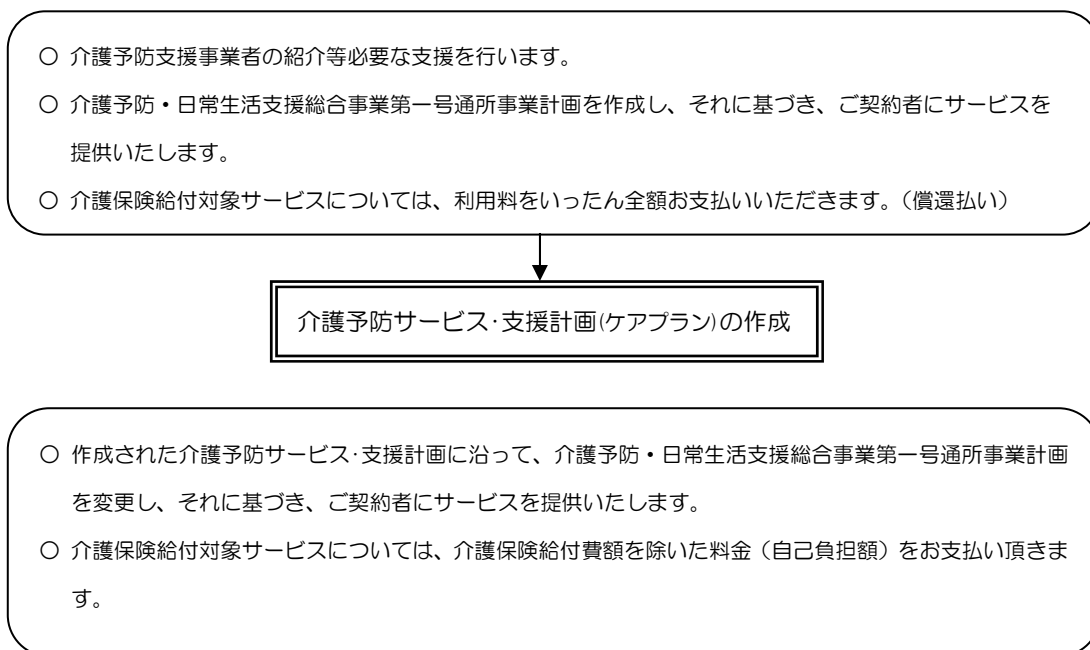 ○ 介護予防支援事業者の紹介等必要な支援を行います。
○ 介護予防・日常生活支援総合事業第一号通所事業計画を作成し、それに基づき、ご契約者にサービスを
提供いたします。
○ 介護保険給付対象サービスについては、利用料をいったん全額お支払いいただきます。（償還払い）
介護予防サービス･支援計画(ケアプラン)の作成
○ 作成された介護予防サービス･支援計画に沿って、介護予防・日常生活支援総合事業第一号通所事業計画
を変更し、それに基づき、ご契約者にサービスを提供いたします。
○ 介護保険給付対象サービスについては、介護保険給付費額を除いた料金（自己負担額）をお支払い頂きま
す。